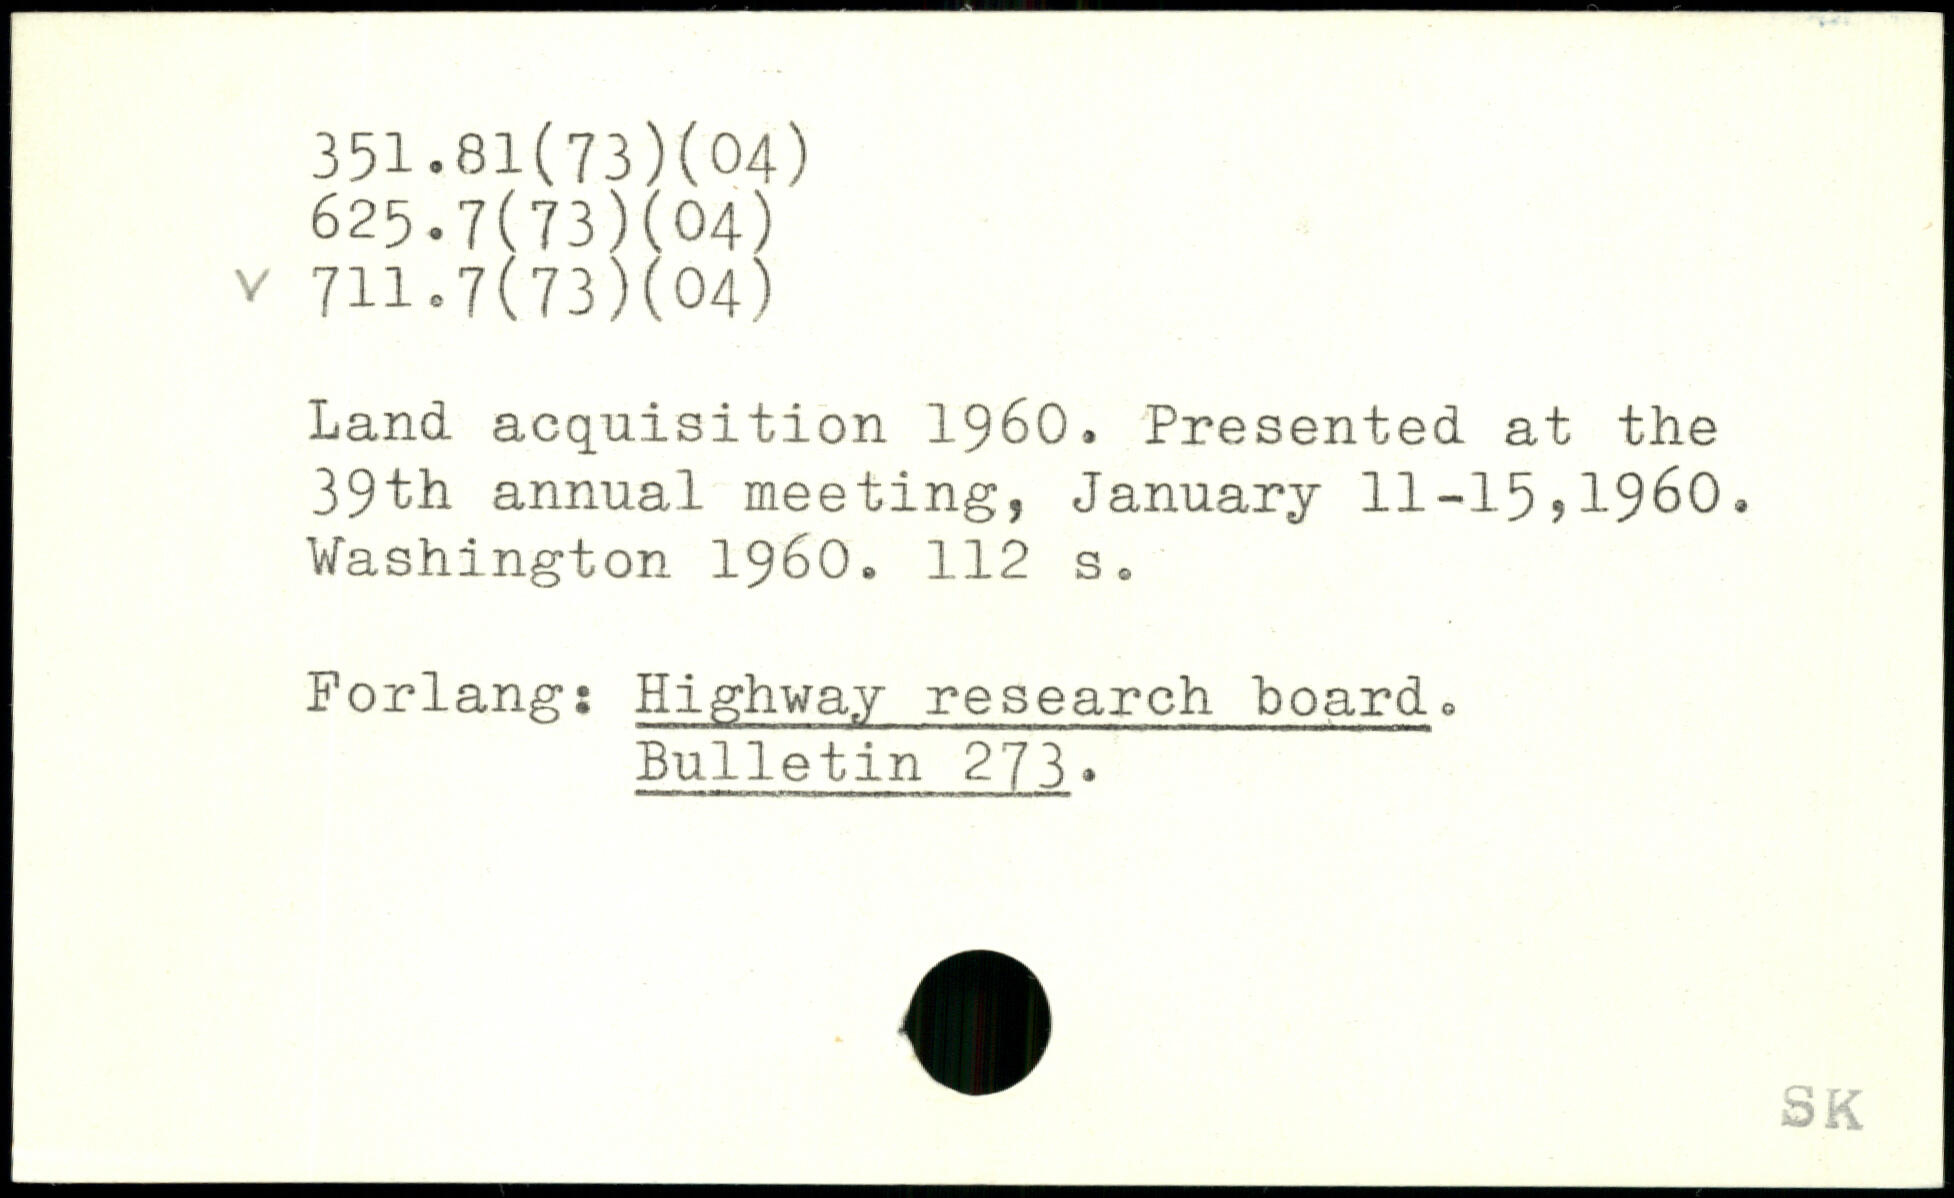 351.81(73)(04)
625.7(73)(04)
v 711.7(73)(04)
Land acquisition 1960. Presented at the
39th annual meeting, January 11-15,1960.
Washington 1960. 112 s.
Forlang: Highway research board.
Bulletin 273.
SK